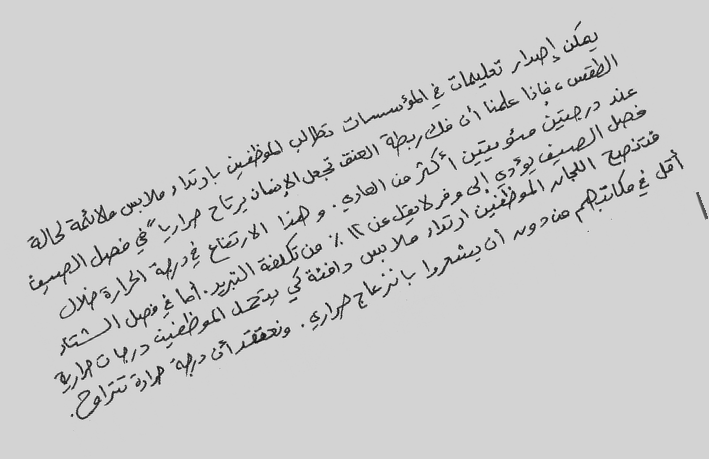 يمكن إصدار تعليمات في المؤسسات تطالب الموظفين بارتداء ملابس ملائمة لحالة
الطقس، فاذا علمنا أن فك ربطة العنق تجعل الإنسان يرتاح حرارياً في فصل الصيف
عند درجتين مئويتين أكثر من العادي. وهذا الارتفاع في درجة الحرارة خلال
فصل الصيف يؤدي إلى وفر لا يقل عن ١٢٪ من تكلفة التبريد. أما في فصل الشتاء
فتنصح اللجان الموظفين ارتداء ملابس دافئة كي يتحمل الموظفين درجات حرارة
أقل في مكاتبهم من دون أن يشعروا بانزعاج حراري. ونعتقد أن درجة حرارة تتراوح.